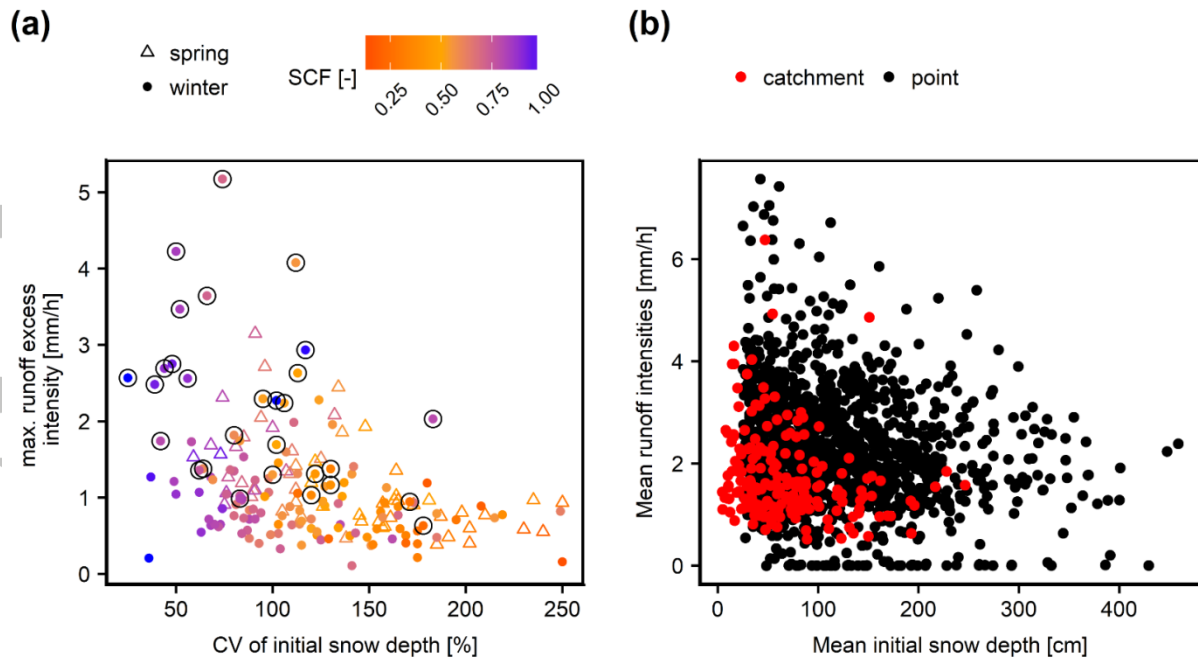 (a)
spring
winter
SCF [-]
0.25
0.50
0.75
1.00
max. runoff excess
intensity [mm/h]
5
4
3
2
1
0
50
100
150
200
250
CV of initial snow depth [%]
(b)
catchment
point
Mean runoff intensities [mm/h]
6
4
2
0
0
100
200
300
400
Mean initial snow depth [cm]